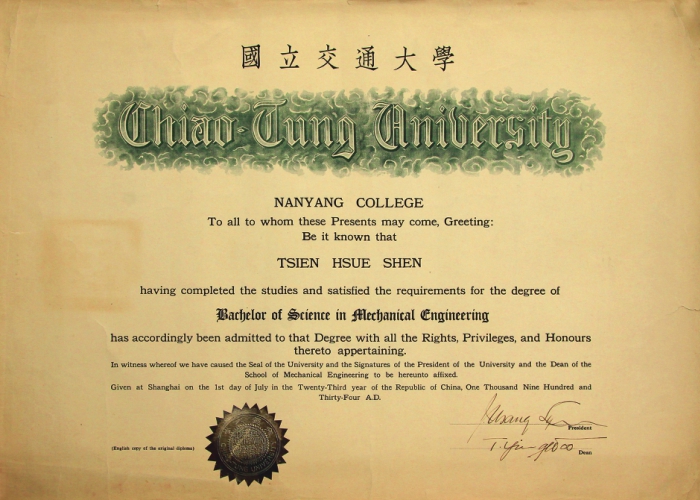 國立交通大學
Chiao-Tung University
NANYANG COLLEGE
To all to whom these Presents may come, Greeting:
Be it known that
TSIEN HSUE SHEN
having completed the studies and satisfied the requirements for the degree of
Bachelor of Science in Mechanical Engineering
has accordingly been admitted to that Degree with all the Rights, Privileges, and Honours
thereto appertaining.
In witness whereof we have caused the Seal of the University and the Signatures of the President of the University and the Dean of the
School of Mechanical Engineering to be hereunto affixed.
Given at Shanghai on the 1st day of July in the Twenty-Third year of the Republic of China, One Thousand Nine Hundred and
Thirty-Four A.D.
President
(English copy of the original diploma)
Dean